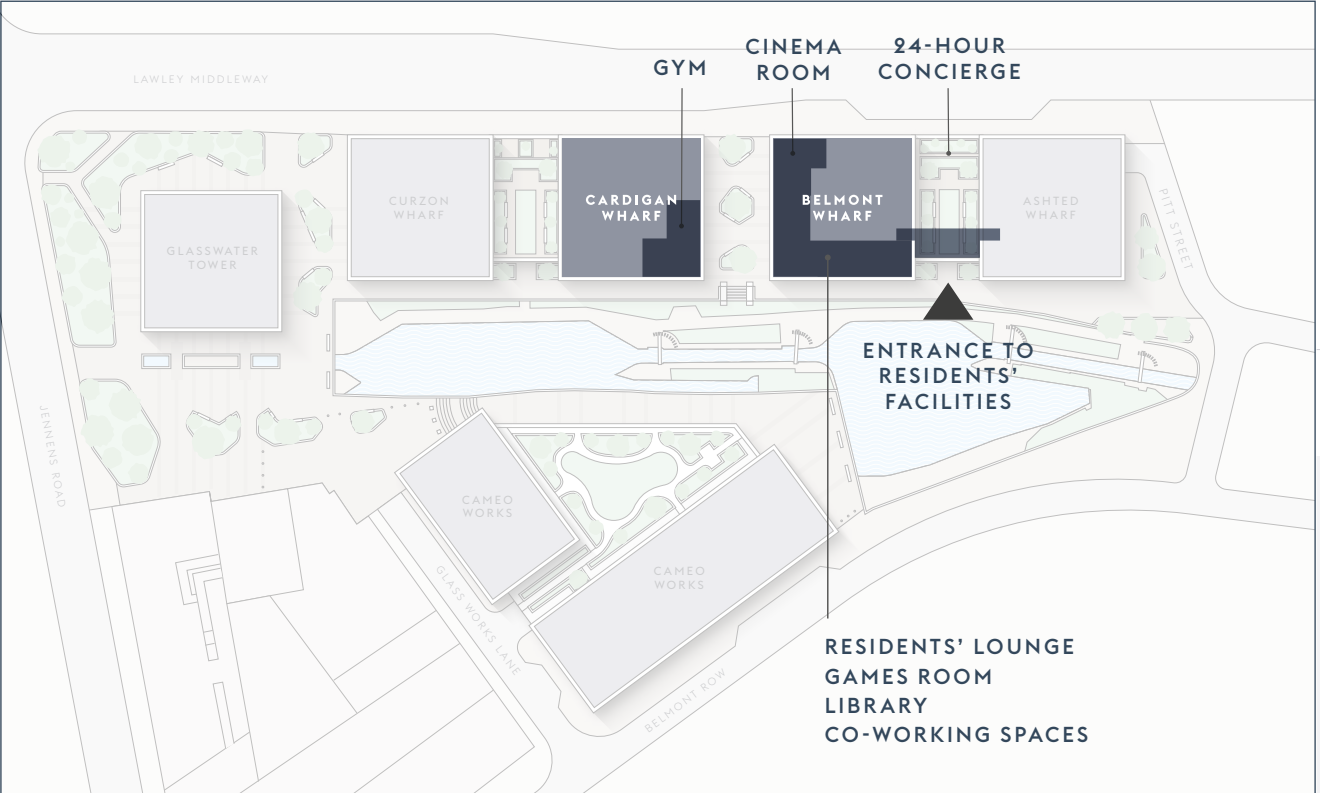 CINEMA
ROOM
24-HOUR
CONCIERGE
GYM
LAWLEY MIDDLEWAY
CURZON
WHARF
CARDIGAN
WHARF
BELMONT
WHARF
ASHTED
WHARF
PITT STREET
GLASSWATER
TOWER
ENTRANCE TO
RESIDENTS’
FACILITIES
JENNENS ROAD
CAMEO
WORKS
CAMEO
WORKS
GLASS WORKS LANE
BELMONT ROW
RESIDENTS’ LOUNGE
GAMES ROOM
LIBRARY
CO-WORKING SPACES